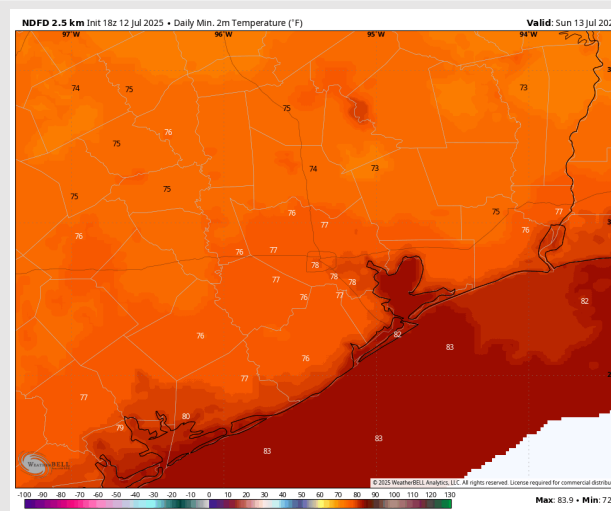 NDFD 2.5 km Init 18z 12 Jul 2025 • Daily Min. 2m Temperature (°F) Valid: Sun 13 Jul 202
97°W 96°W 95°W 94°W
74 75 73
75
76
75
74 73
75
75 75
76 77
77 76
76 76 77
78
77 78 78
76 77
82
76 82
83
76
77
77
80
79
83
83
WeatherBELL
© 2025 WeatherBELL Analytics, LLC. All rights reserved. License required for commercial distribu
-100 -90 -80 -70 -60 -50 -40 -30 -20 -10 0 10 20 30 40 50 60 70 80 90 100 110 120 130
Max: 83.9 • Min: 72